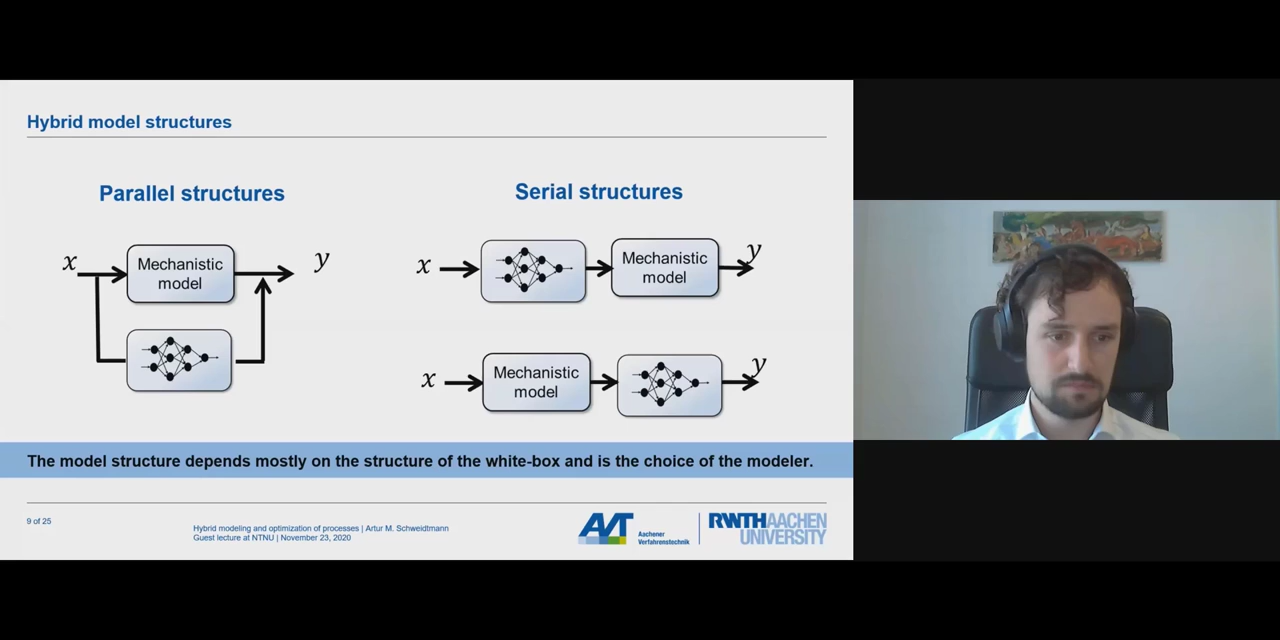 Hybrid model structures
Parallel structures
Serial structures
x
Mechanistic
model
y
x
Mechanistic
model
y
x
Mechanistic
model
y
The model structure depends mostly on the structure of the white-box and is the choice of the modeler.
9 of 25
Hybrid modeling and optimization of processes | Artur M. Schweidtmann
Guest lecture at NTNU | November 23, 2020
AVT
Aachener
Verfahrenstechnik
RWTH AACHEN
UNIVERSITY